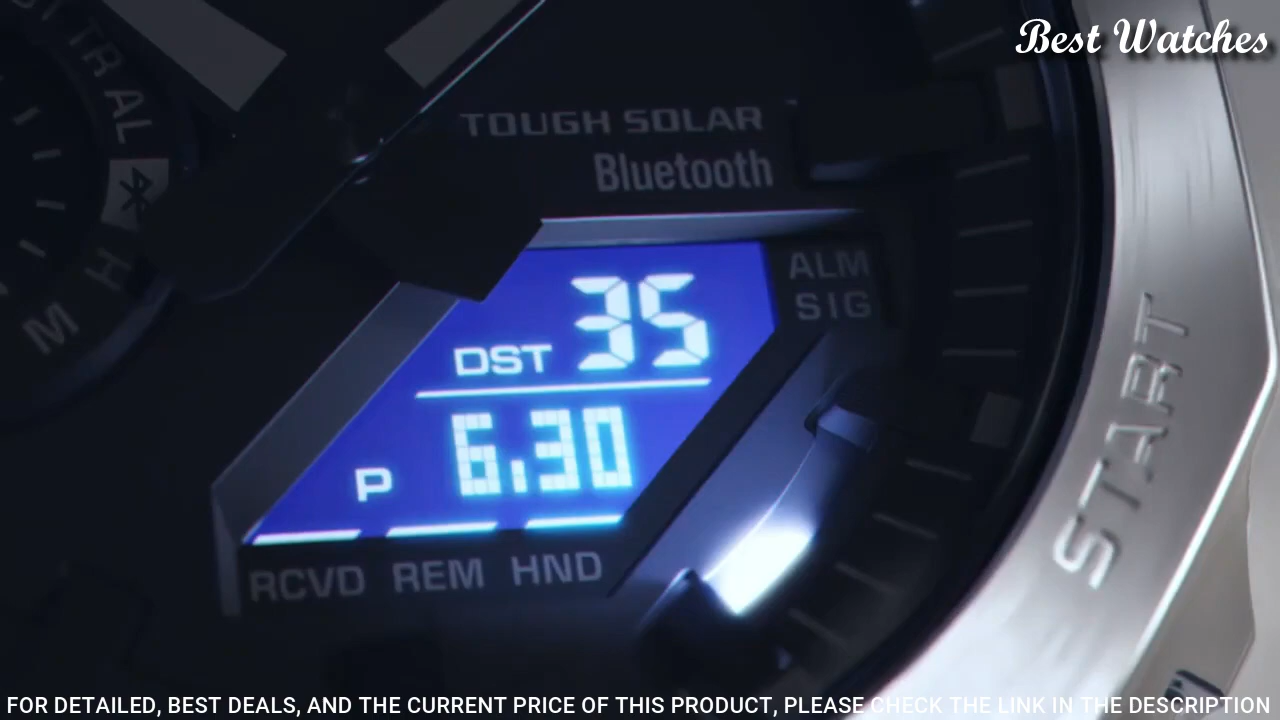 Best Watches
TRAL
TOUGH SOLAR
Bluetooth
H
M
ALM
SIG
DST 35
P 6.30
RCVD REM HND
START
FOR DETAILED, BEST DEALS, AND THE CURRENT PRICE OF THIS PRODUCT, PLEASE CHECK THE LINK IN THE DESCRIPTION